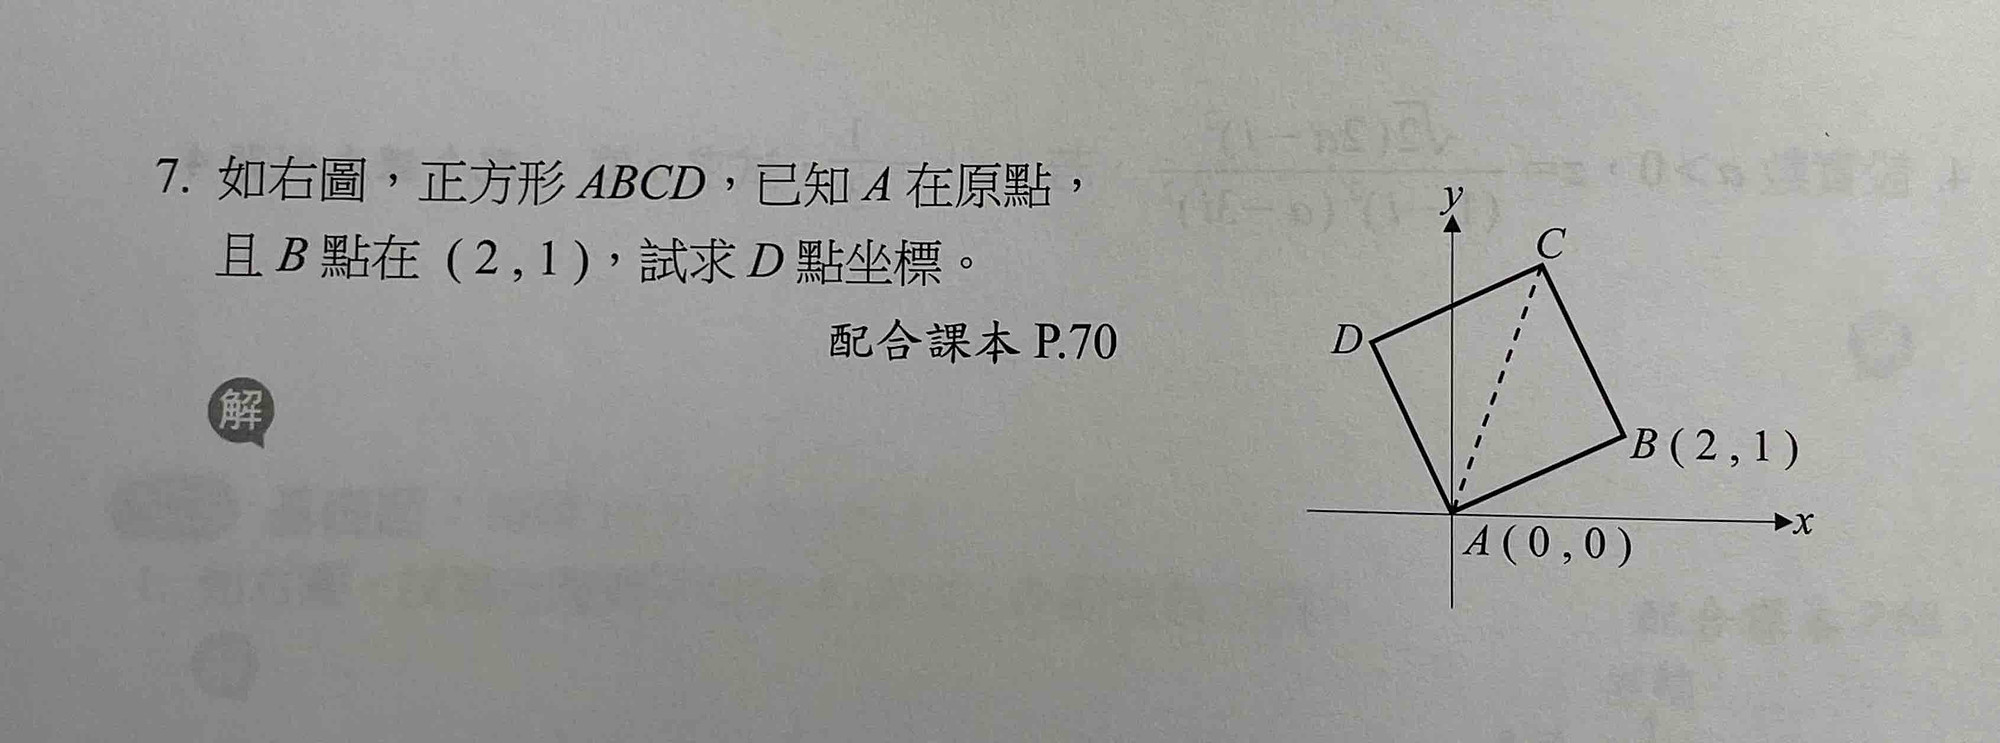 7. 如右圖，正方形 ABCD，已知 A 在原點，
且 B 點在 ( 2 , 1 )，試求 D 點坐標。
配合課本 P.70
解
y
C
D
B ( 2 , 1 )
x
A ( 0 , 0 )